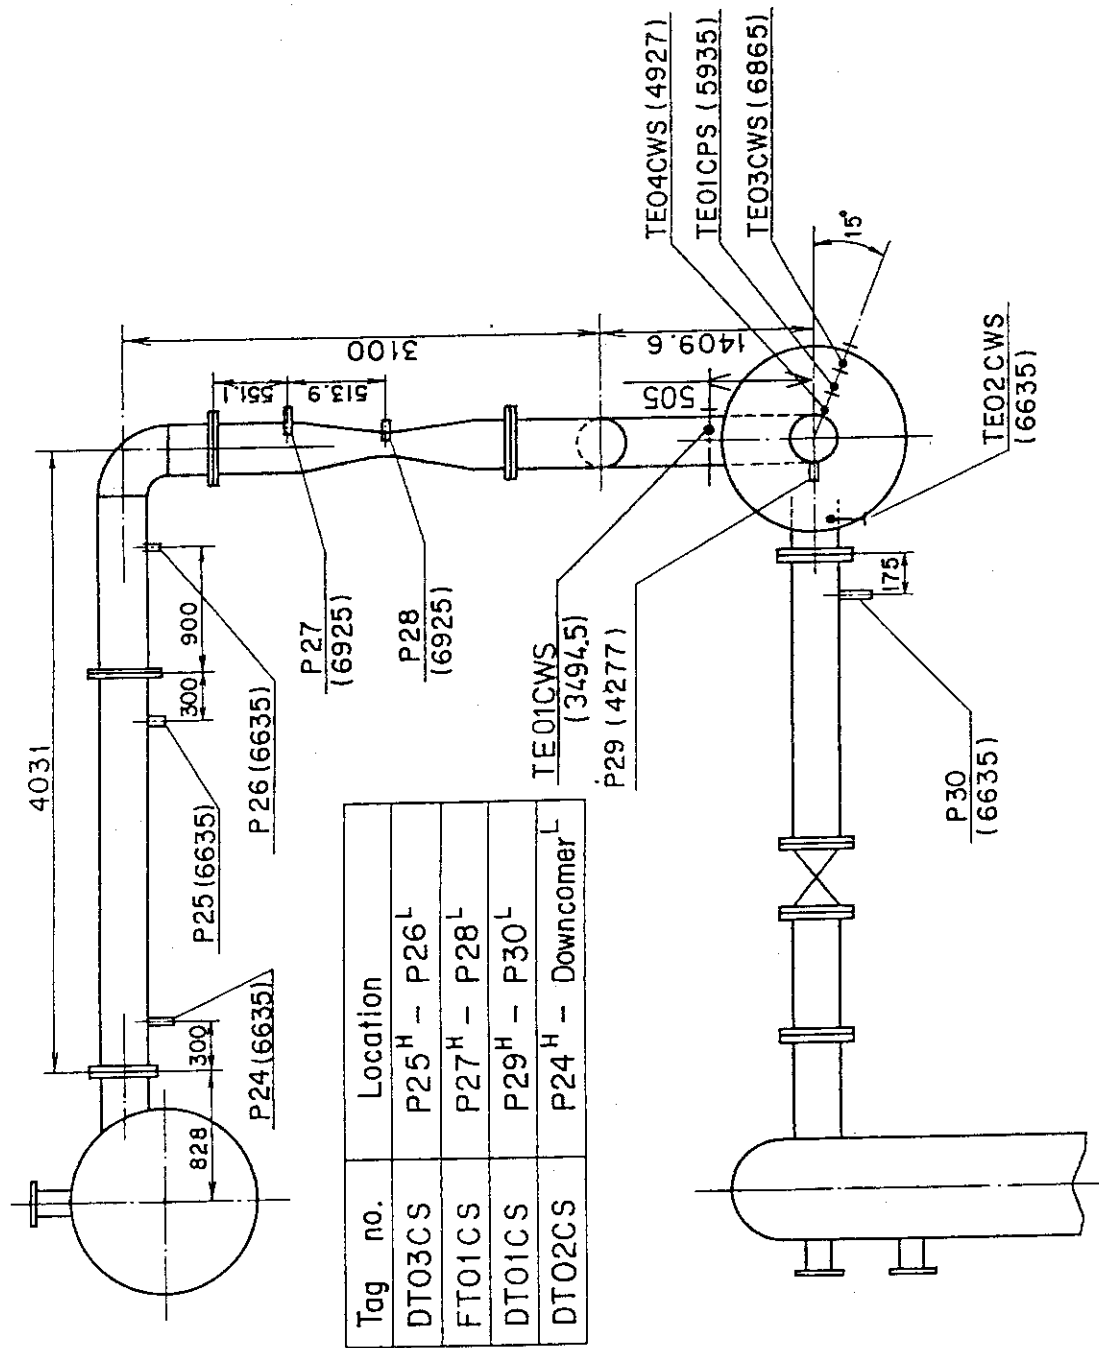 4031
828
300
300
900
P24(6635)
P25(6635)
P26(6635)
551.1
513.9
3100
1409.6
505
P27
(6925)
P28
(6925)
TE01CWS
(3494.5)
P29 (4277)
TE04CWS (4927)
TE01CPS (5935)
TE03CWS (6865)
15°
TE02CWS
(6635)
175
P30
(6635)
Tag no. Location
DT03CS P25ᴴ – P26ᴸ
FT01CS P27ᴴ – P28ᴸ
DT01CS P29ᴴ – P30ᴸ
DT02CS P24ᴴ – Downcomerᴸ